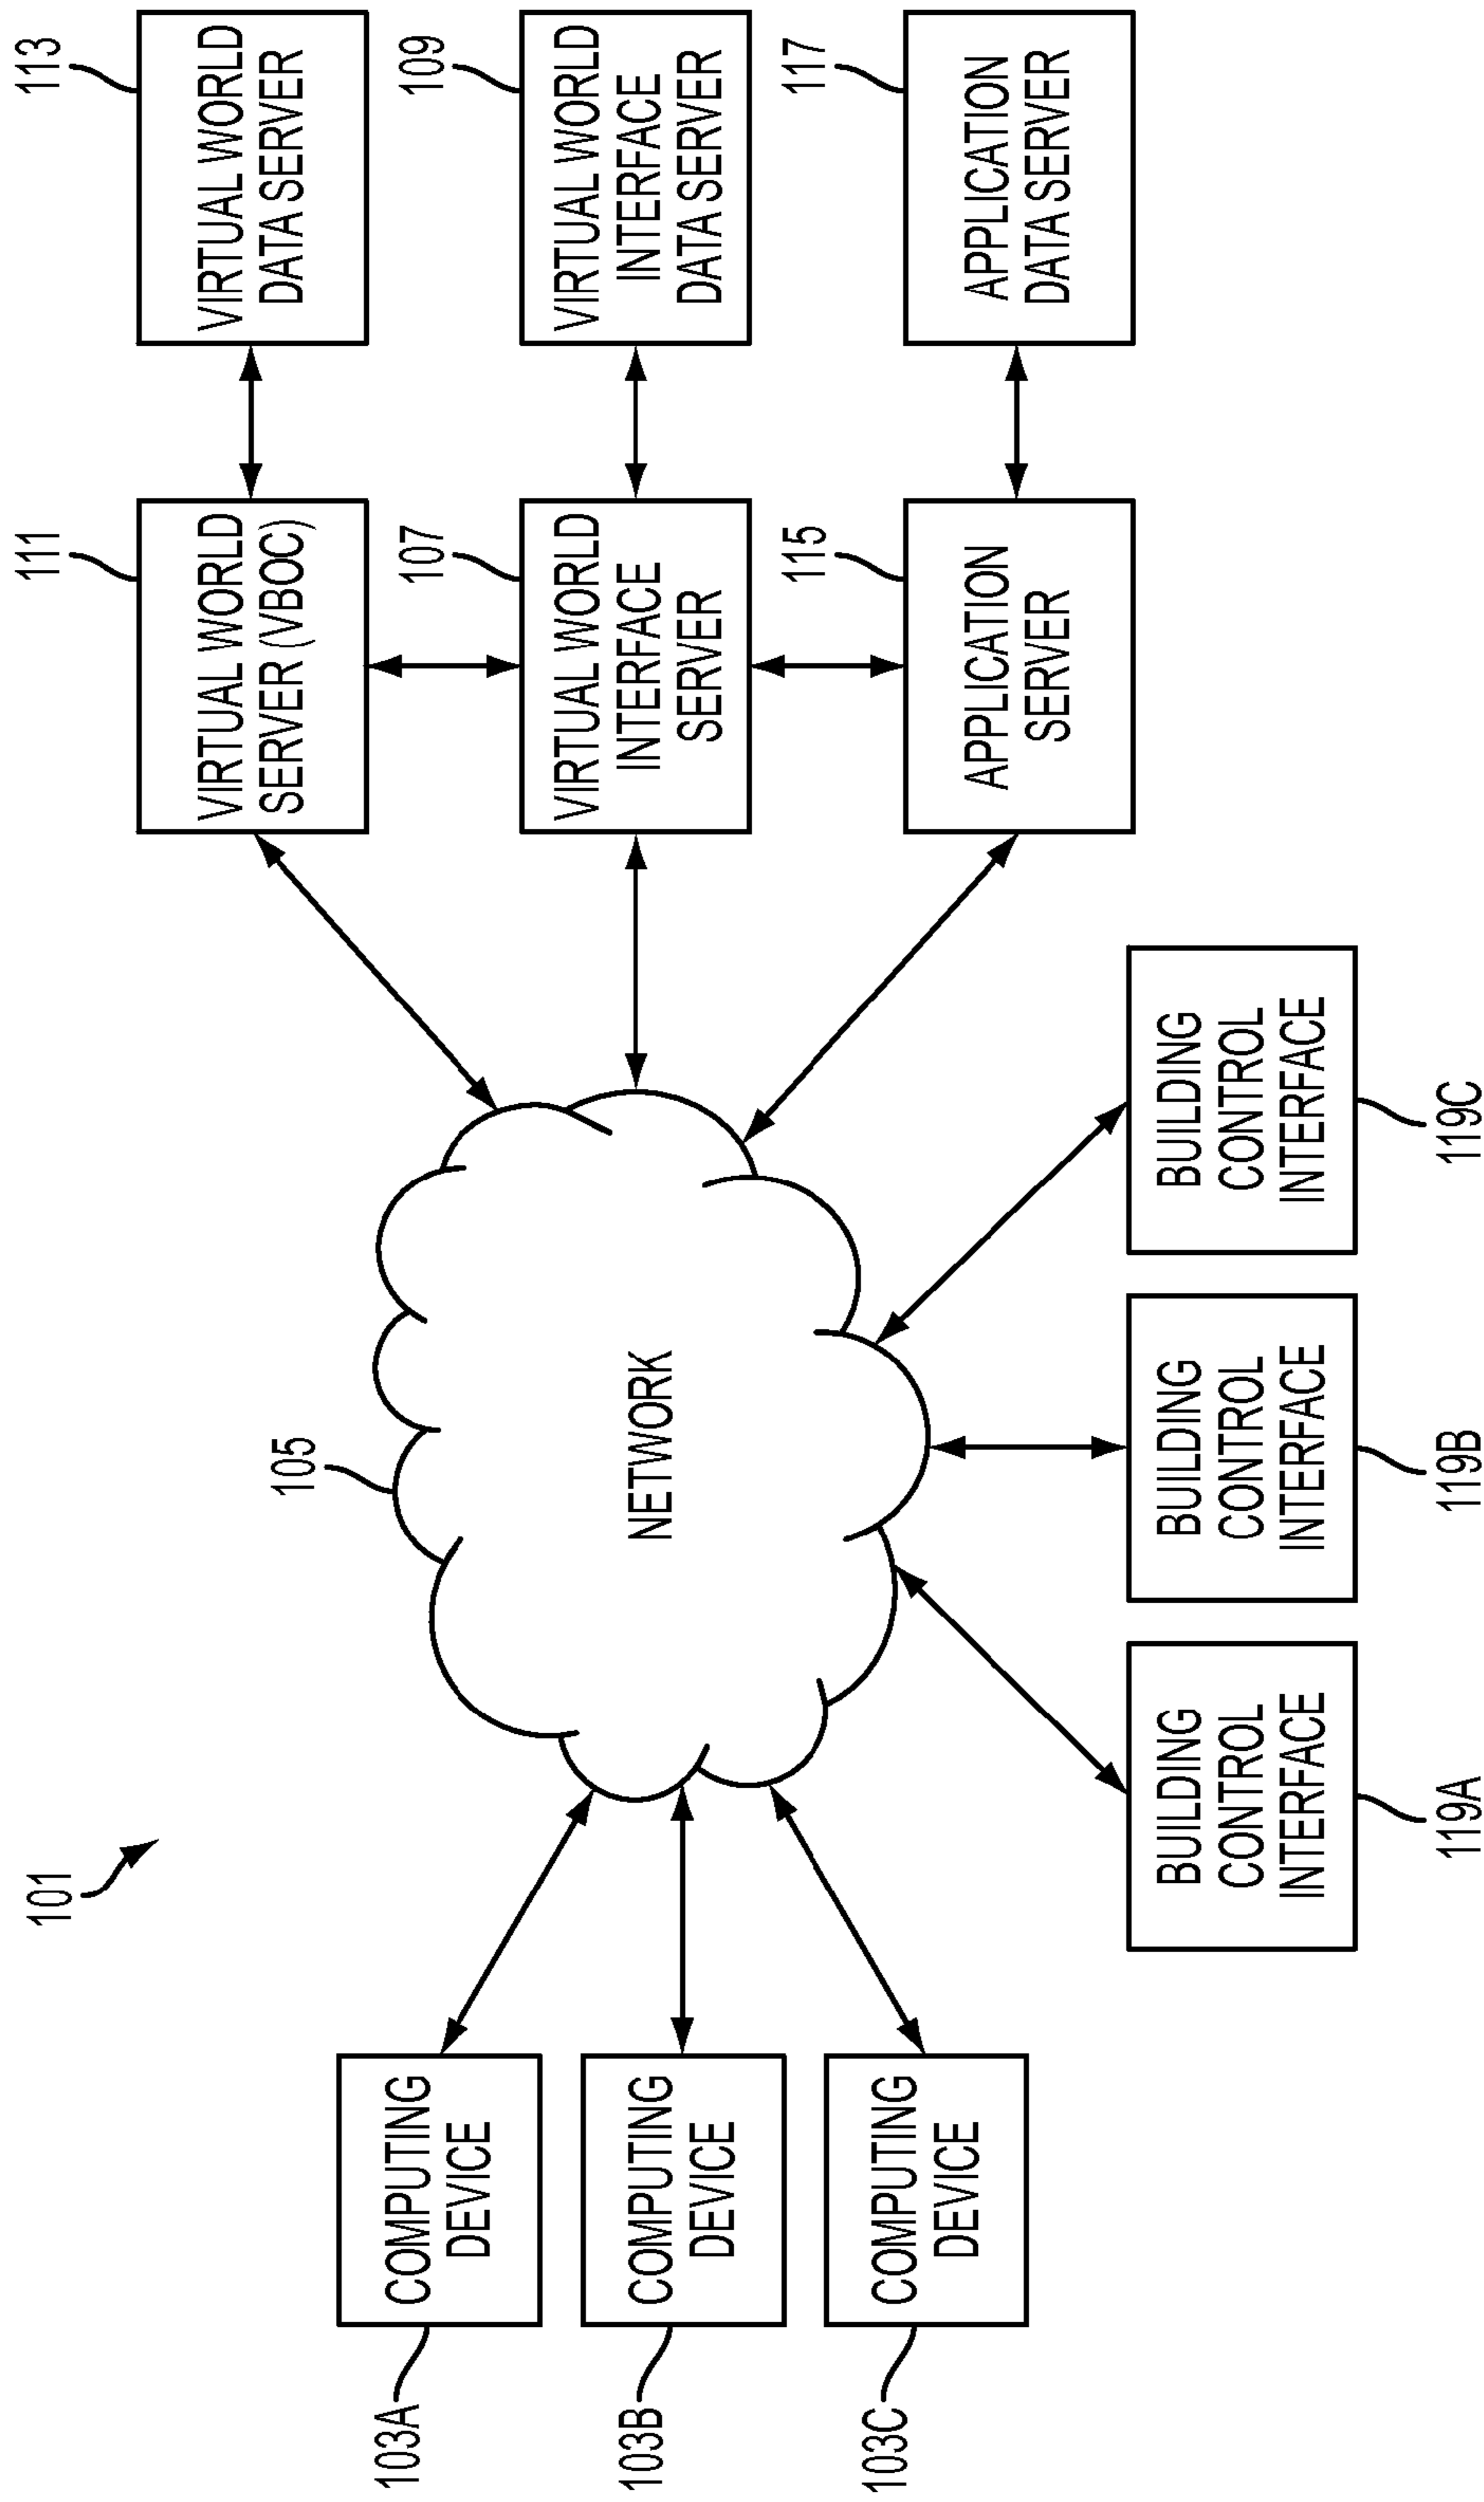 101
103A
COMPUTING
DEVICE
103B
COMPUTING
DEVICE
103C
COMPUTING
DEVICE
105
NETWORK
111
VIRTUAL WORLD
SERVER (VBOC)
113
VIRTUAL WORLD
DATA SERVER
107
VIRTUAL WORLD
INTERFACE
SERVER
109
VIRTUAL WORLD
INTERFACE
DATA SERVER
115
APPLICATION
SERVER
117
APPLICATION
DATA SERVER
BUILDING
CONTROL
INTERFACE
119A
BUILDING
CONTROL
INTERFACE
119B
BUILDING
CONTROL
INTERFACE
119C